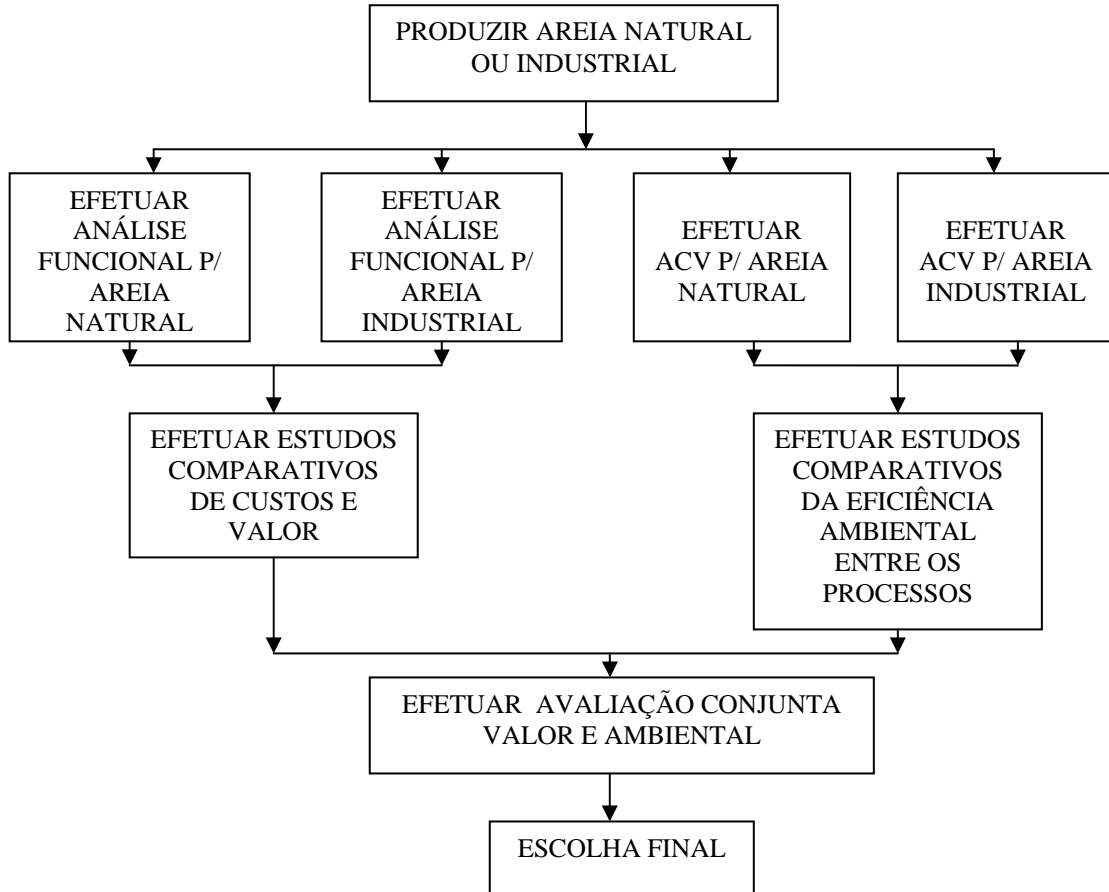 PRODUZIR AREIA NATURAL
OU INDUSTRIAL
EFETUAR
ANÁLISE
FUNCIONAL P/
AREIA
NATURAL
EFETUAR
ANÁLISE
FUNCIONAL P/
AREIA
INDUSTRIAL
EFETUAR
ACV P/ AREIA
NATURAL
EFETUAR
ACV P/ AREIA
INDUSTRIAL
EFETUAR ESTUDOS
COMPARATIVOS
DE CUSTOS E
VALOR
EFETUAR ESTUDOS
COMPARATIVOS
DA EFICIÊNCIA
AMBIENTAL
ENTRE OS
PROCESSOS
EFETUAR AVALIAÇÃO CONJUNTA
VALOR E AMBIENTAL
ESCOLHA FINAL